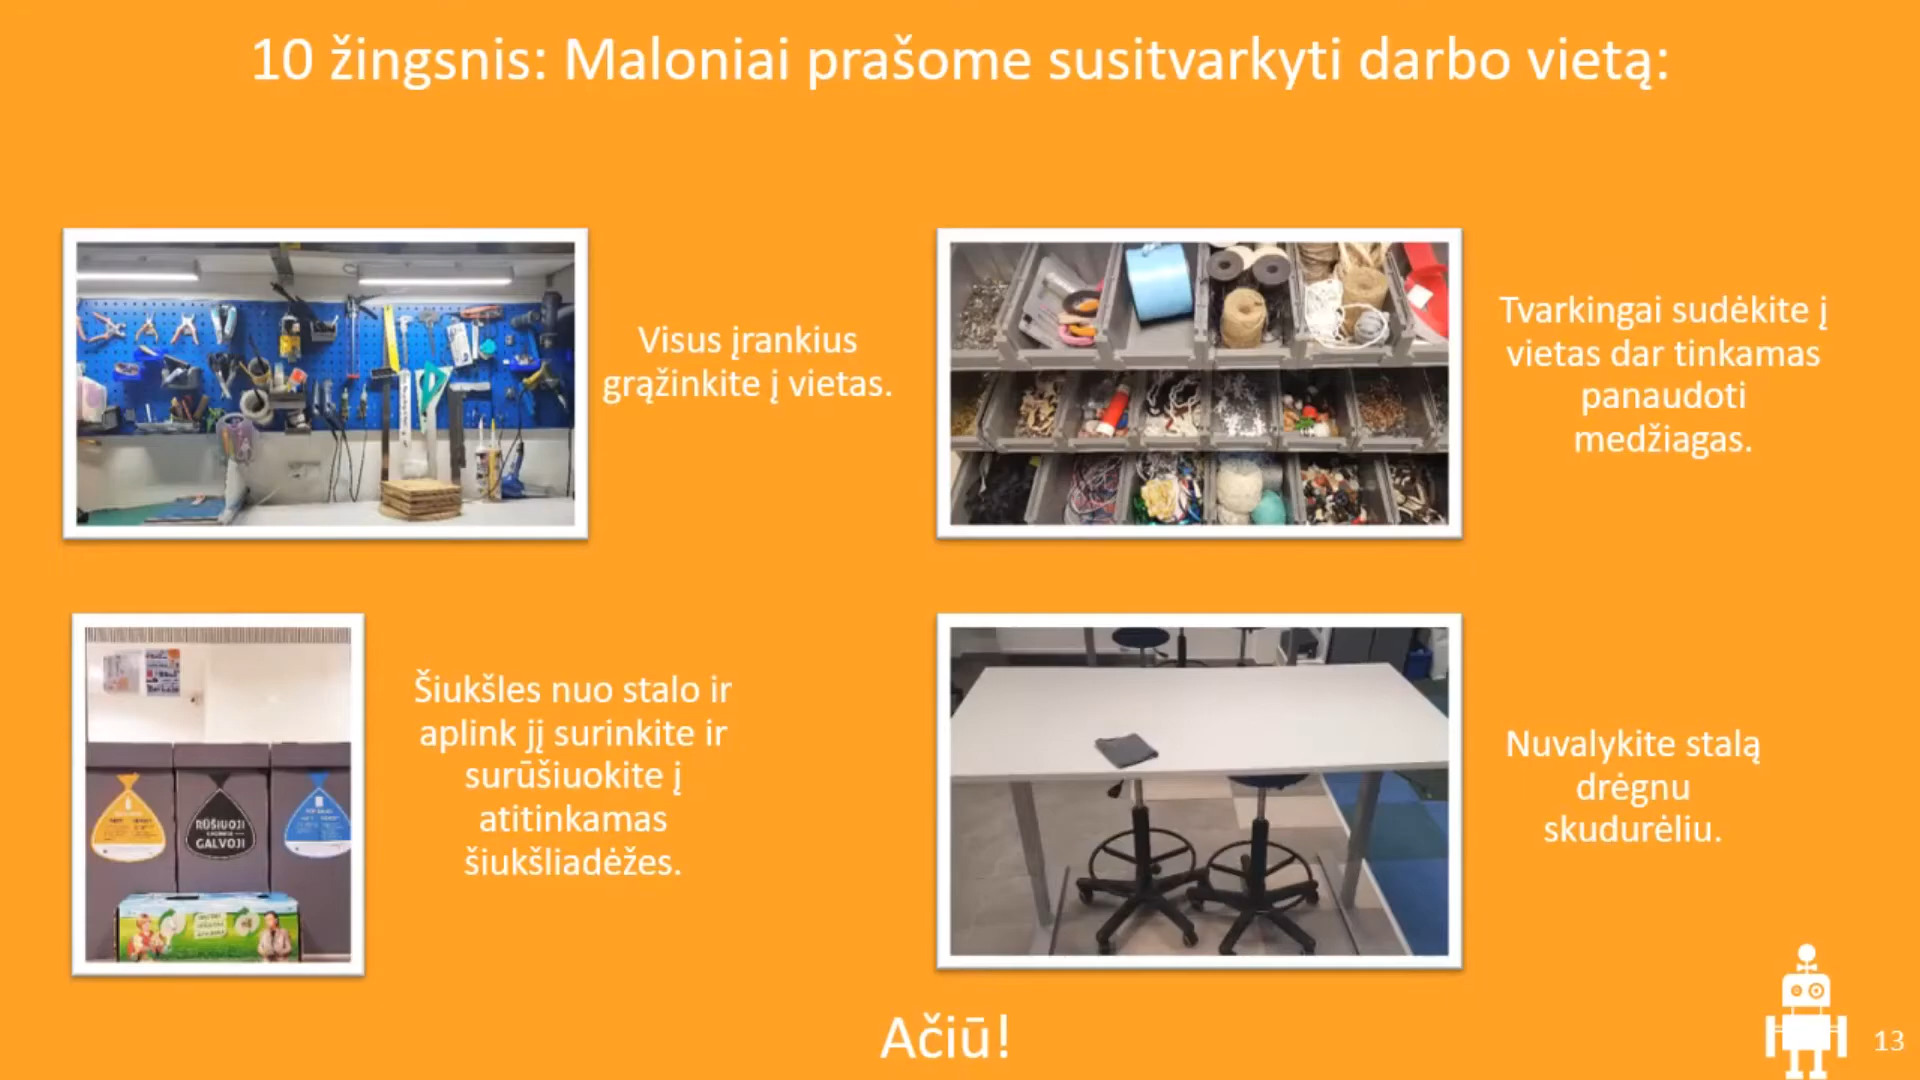 10 žingsnis: Maloniai prašome susitvarkyti darbo vietą:
Visus įrankius
grąžinkite į vietas.
Tvarkingai sudėkite į
vietas dar tinkamas
panaudoti
medžiagas.
Šiukšles nuo stalo ir
aplink jį surinkite ir
surūšiuokite į
atitinkamas
šiukšliadėžes.
RŪŠIUOJI
GALVOJI
Nuvalykite stalą
drėgnu
skudurėliu.
Ačiū!
13